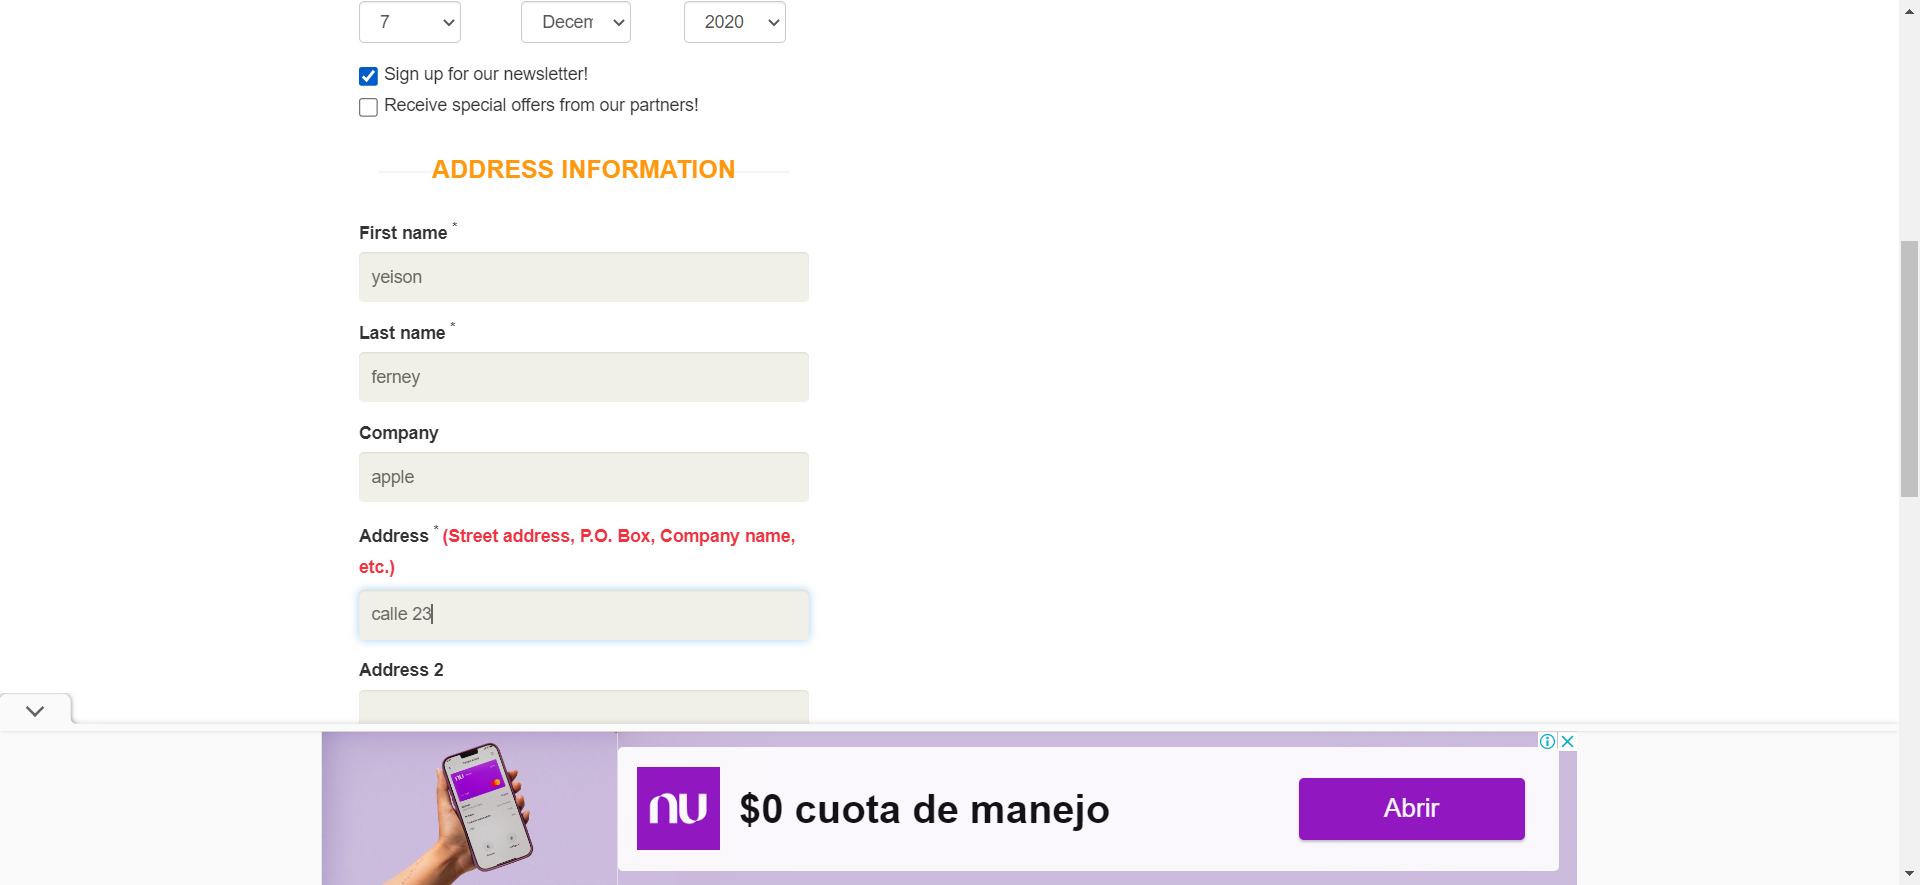 7 Decem 2020
Sign up for our newsletter!
Receive special offers from our partners!
ADDRESS INFORMATION
First name *
yeison
Last name *
ferney
Company
apple
Address * (Street address, P.O. Box, Company name,
etc.)
calle 23
Address 2
nu $0 cuota de manejo Abrir